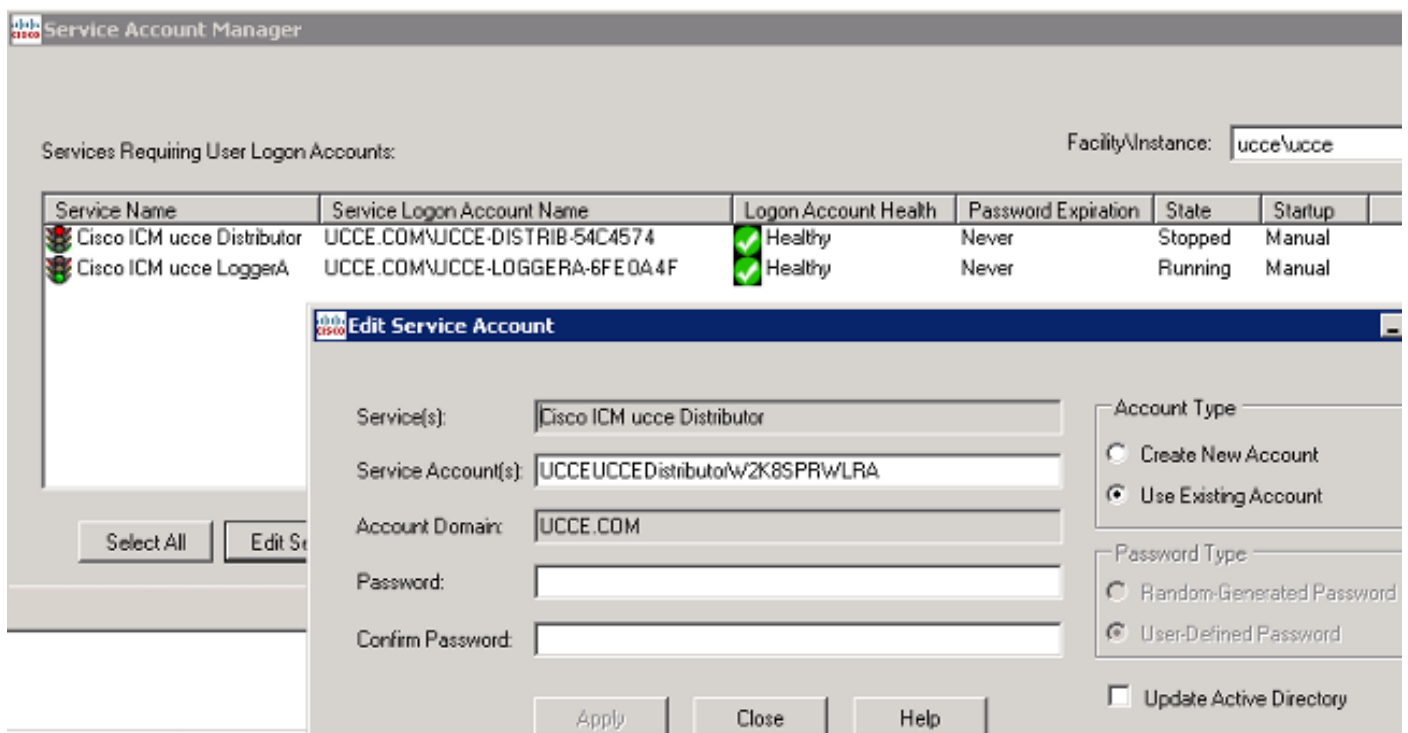 CISCO Service Account Manager
Services Requiring User Logon Accounts:
Facility\Instance: ucce\ucce
Service Name Service Logon Account Name Logon Account Health Password Expiration State Startup
Cisco ICM ucce Distributor UCCE.COM\UCCE-DISTRIB-54C4574 Healthy Never Stopped Manual
Cisco ICM ucce LoggerA UCCE.COM\UCCE-LOGGERA-6FE0A4F Healthy Never Running Manual
Select All Edit Se
CISCO Edit Service Account
Service(s): Cisco ICM ucce Distributor
Service Account(s): UCCEUCCEDistributorW2K8SPRWLRA
Account Domain: UCCE.COM
Password:
Confirm Password:
Account Type
Create New Account
Use Existing Account
Password Type
Random-Generated Password
User-Defined Password
Update Active Directory
Apply Close Help